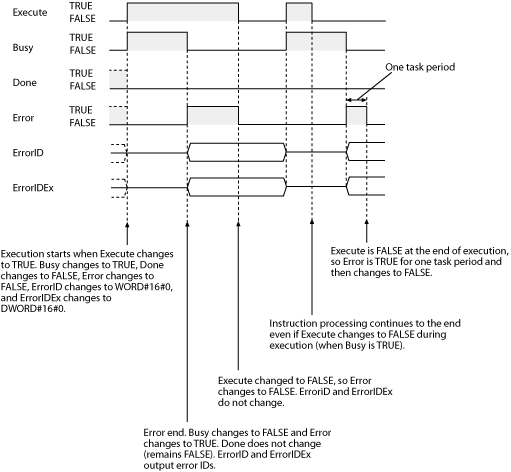 Execute TRUE
FALSE
Busy TRUE
FALSE
Done TRUE
FALSE
One task period
Error TRUE
FALSE
ErrorID
ErrorIDEx
Execution starts when Execute changes
to TRUE. Busy changes to TRUE, Done
changes to FALSE, Error changes to
FALSE, ErrorID changes to WORD#16#0,
and ErrorIDEx changes to
DWORD#16#0.
Execute is FALSE at the end of execution,
so Error is TRUE for one task period and
then changes to FALSE.
Instruction processing continues to the end
even if Execute changes to FALSE during
execution (when Busy is TRUE).
Execute changed to FALSE, so Error
changes to FALSE. ErroriD and ErrorIDEx
do not change.
Error end. Busy changes to FALSE and Error
changes to TRUE. Done does not change
(remains FALSE). ErrorID and ErrorIDEx
output error IDs.